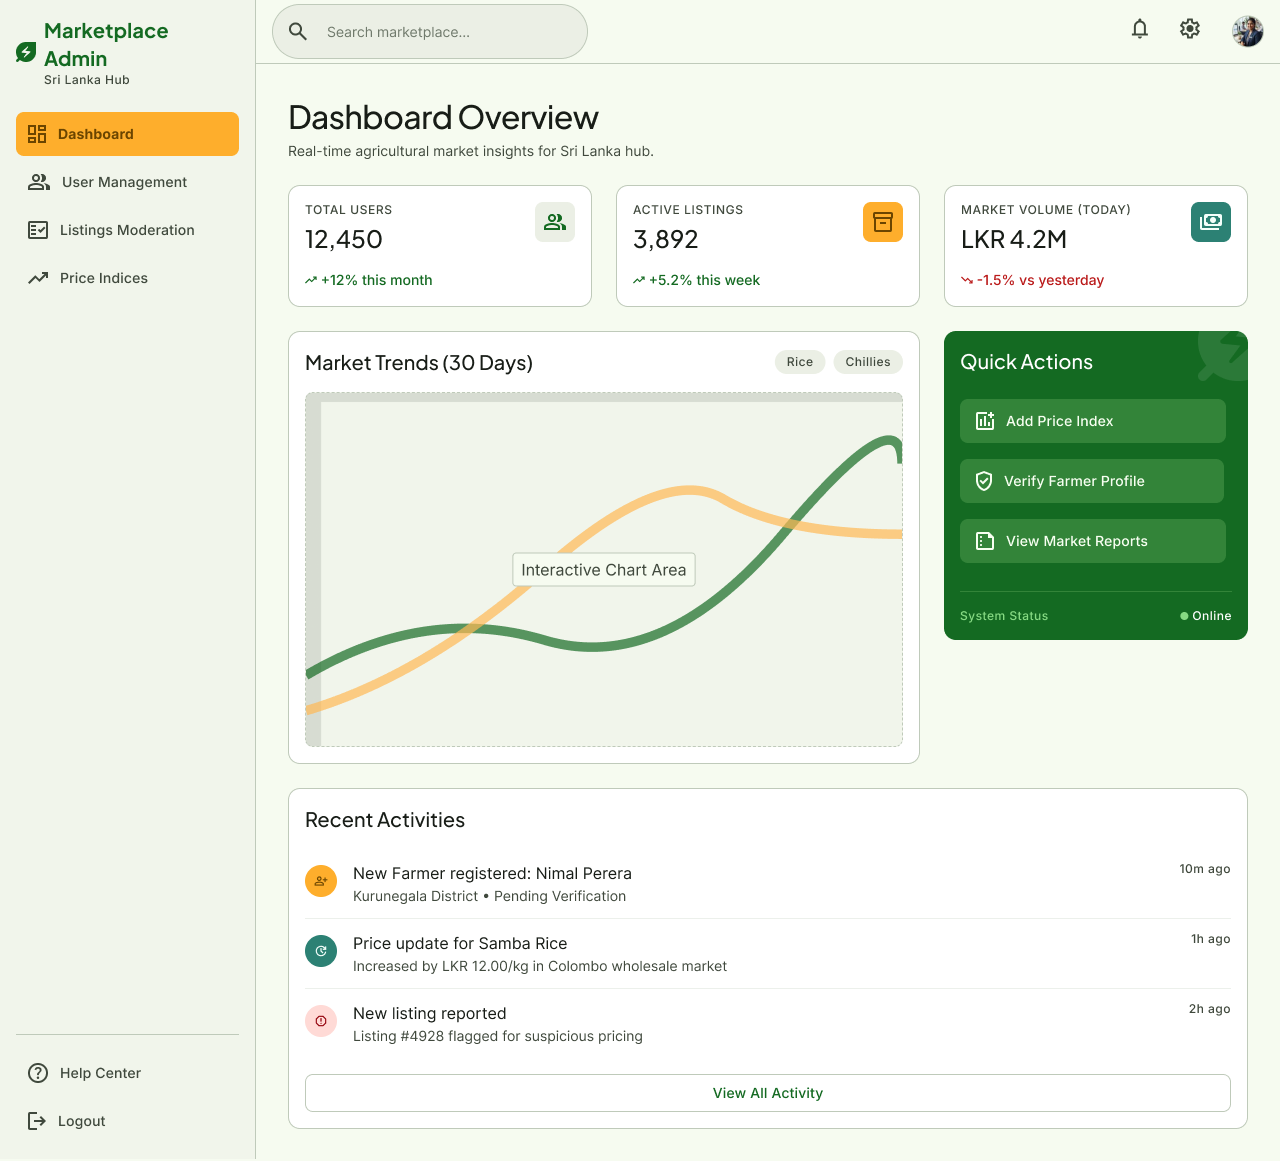 Marketplace
Admin
Sri Lanka Hub
Dashboard
User Management
Listings Moderation
Price Indices
Help Center
Logout
Search marketplace...
Dashboard Overview
Real-time agricultural market insights for Sri Lanka hub.
TOTAL USERS
12,450
+12% this month
ACTIVE LISTINGS
3,892
+5.2% this week
MARKET VOLUME (TODAY)
LKR 4.2M
-1.5% vs yesterday
Market Trends (30 Days)
Rice
Chillies
Interactive Chart Area
Quick Actions
Add Price Index
Verify Farmer Profile
View Market Reports
System Status
Online
Recent Activities
New Farmer registered: Nimal Perera
10m ago
Kurunegala District • Pending Verification
Price update for Samba Rice
1h ago
Increased by LKR 12.00/kg in Colombo wholesale market
New listing reported
2h ago
Listing #4928 flagged for suspicious pricing
View All Activity